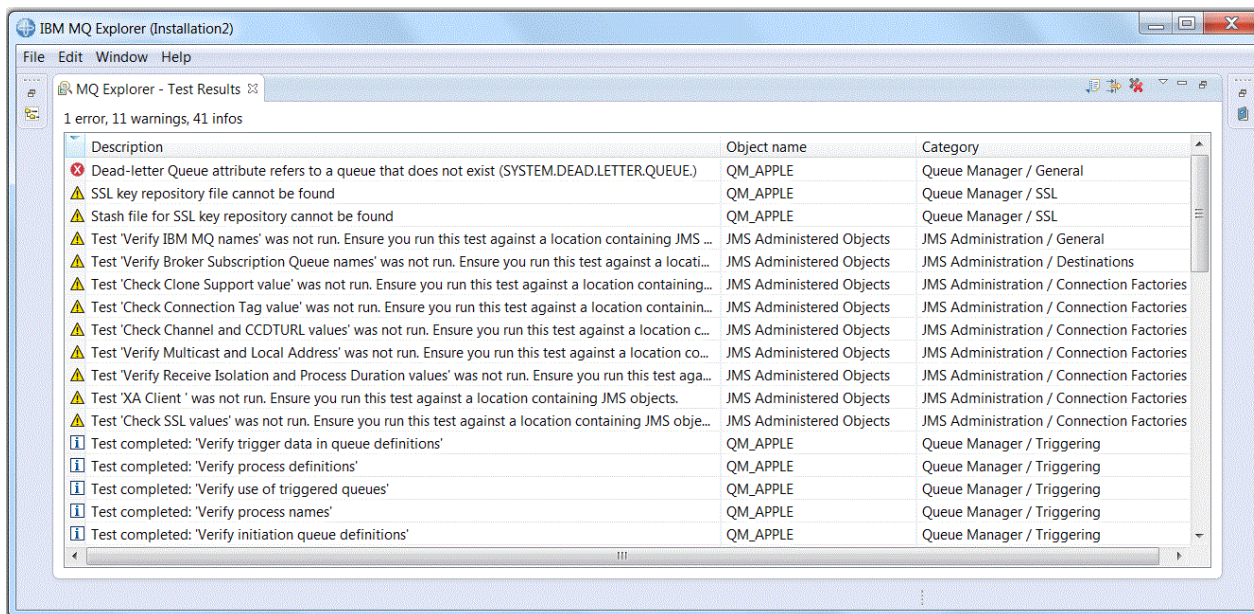 IBM MQ Explorer (Installation2)
File Edit Window Help
MQ Explorer - Test Results
1 error, 11 warnings, 41 infos
Description Object name Category
Dead-letter Queue attribute refers to a queue that does not exist (SYSTEM.DEAD.LETTER.QUEUE.) QM_APPLE Queue Manager / General
SSL key repository file cannot be found QM_APPLE Queue Manager / SSL
Stash file for SSL key repository cannot be found QM_APPLE Queue Manager / SSL
Test 'Verify IBM MQ names' was not run. Ensure you run this test against a location containing JMS ... JMS Administered Objects JMS Administration / General
Test 'Verify Broker Subscription Queue names' was not run. Ensure you run this test against a locati... JMS Administered Objects JMS Administration / Destinations
Test 'Check Clone Support value' was not run. Ensure you run this test against a location containing... JMS Administered Objects JMS Administration / Connection Factories
Test 'Check Connection Tag value' was not run. Ensure you run this test against a location containin... JMS Administered Objects JMS Administration / Connection Factories
Test 'Check Channel and CCDTURL values' was not run. Ensure you run this test against a location c... JMS Administered Objects JMS Administration / Connection Factories
Test 'Verify Multicast and Local Address' was not run. Ensure you run this test against a location co... JMS Administered Objects JMS Administration / Connection Factories
Test 'Verify Receive Isolation and Process Duration values' was not run. Ensure you run this test aga... JMS Administered Objects JMS Administration / Connection Factories
Test 'XA Client ' was not run. Ensure you run this test against a location containing JMS objects. JMS Administered Objects JMS Administration / Connection Factories
Test 'Check SSL values' was not run. Ensure you run this test against a location containing JMS obje... JMS Administered Objects JMS Administration / Connection Factories
Test completed: 'Verify trigger data in queue definitions' QM_APPLE Queue Manager / Triggering
Test completed: 'Verify process definitions' QM_APPLE Queue Manager / Triggering
Test completed: 'Verify use of triggered queues' QM_APPLE Queue Manager / Triggering
Test completed: 'Verify process names' QM_APPLE Queue Manager / Triggering
Test completed: 'Verify initiation queue definitions' QM_APPLE Queue Manager / Triggering